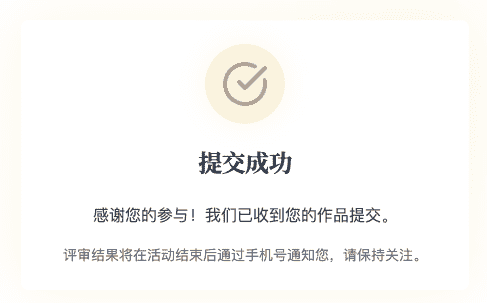 提交成功
感谢您的参与！我们已收到您的作品提交。
评审结果将在活动结束后通过手机号通知您，请保持关注。